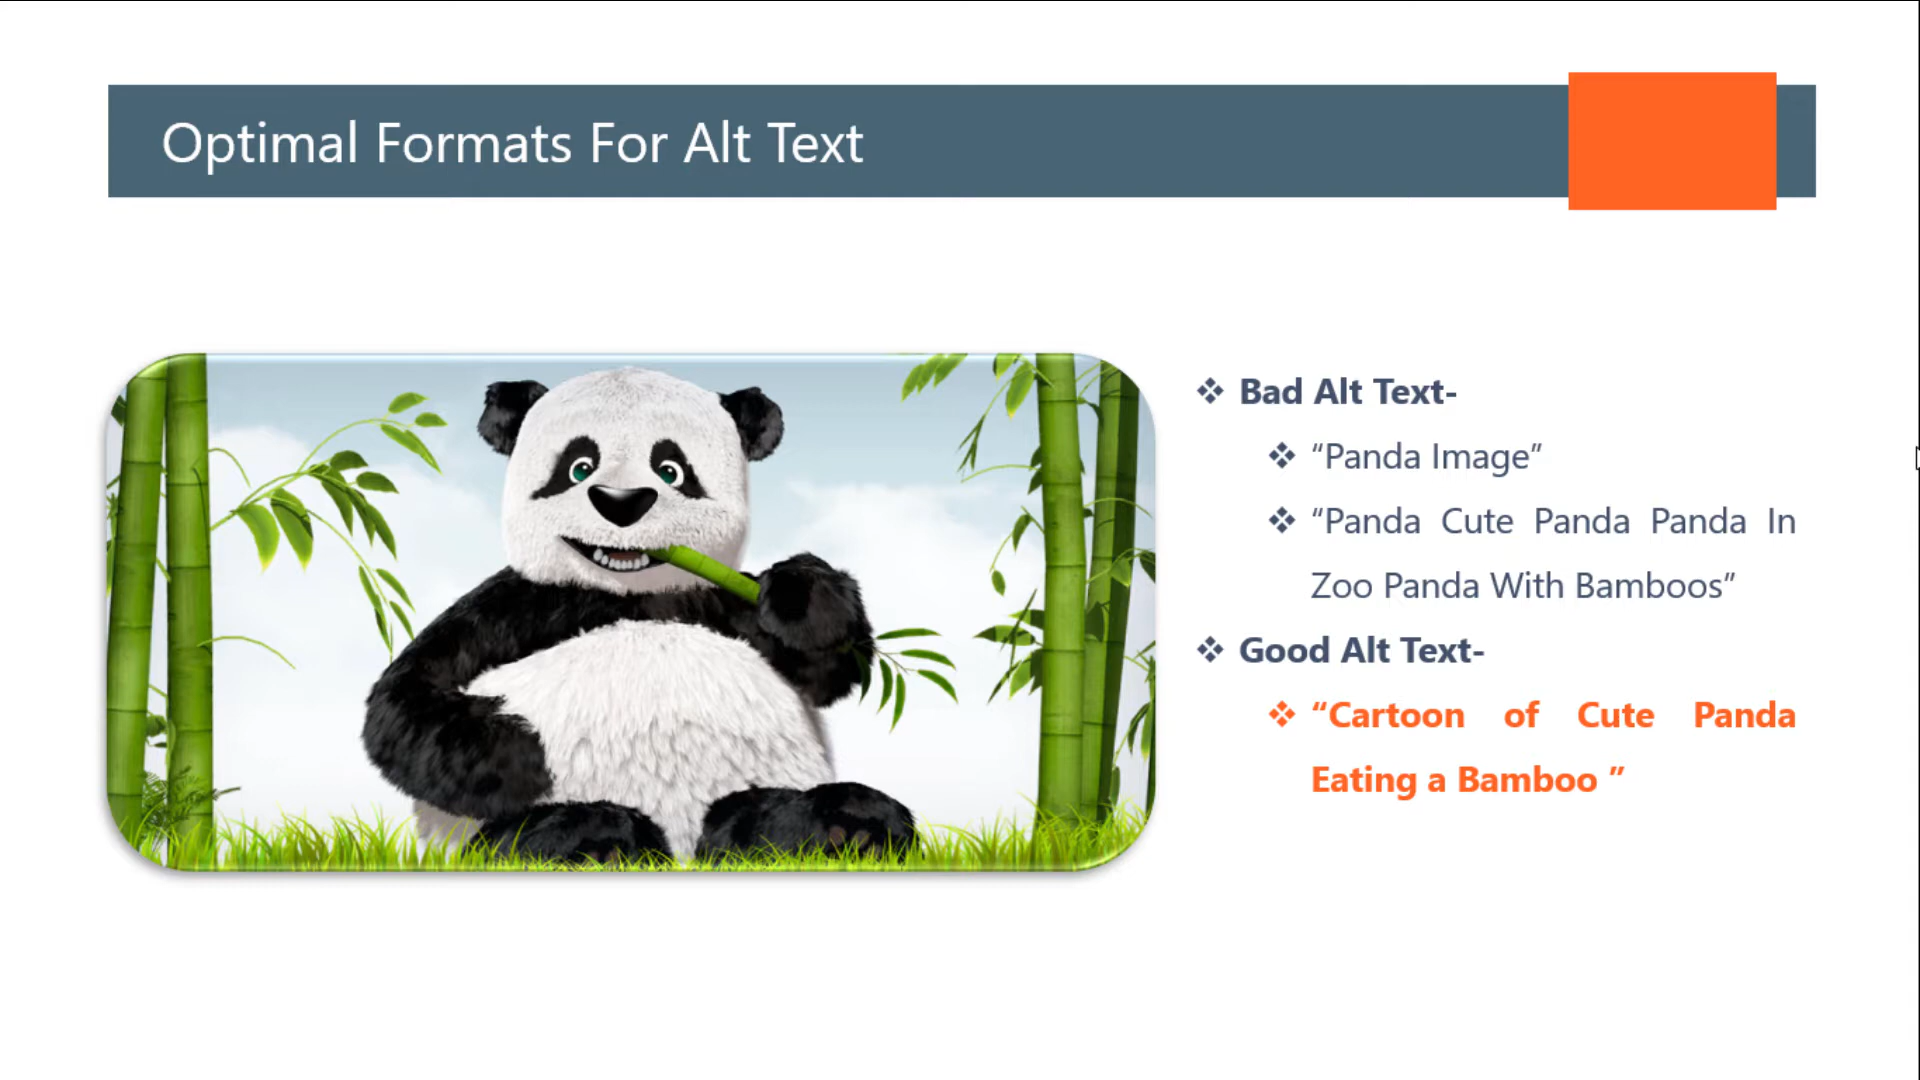 Optimal Formats For Alt Text
❖ Bad Alt Text-
❖ “Panda Image”
❖ “Panda Cute Panda Panda In
Zoo Panda With Bamboos”
❖ Good Alt Text-
❖ “Cartoon of Cute Panda
Eating a Bamboo ”